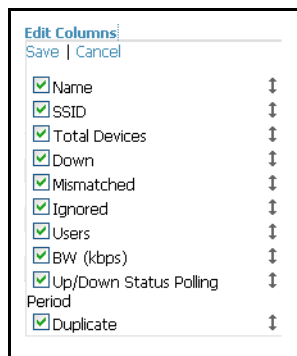 Edit Columns
Save | Cancel
Name
SSID
Total Devices
Down
Mismatched
Ignored
Users
BW (kbps)
Up/Down Status Polling
Period
Duplicate